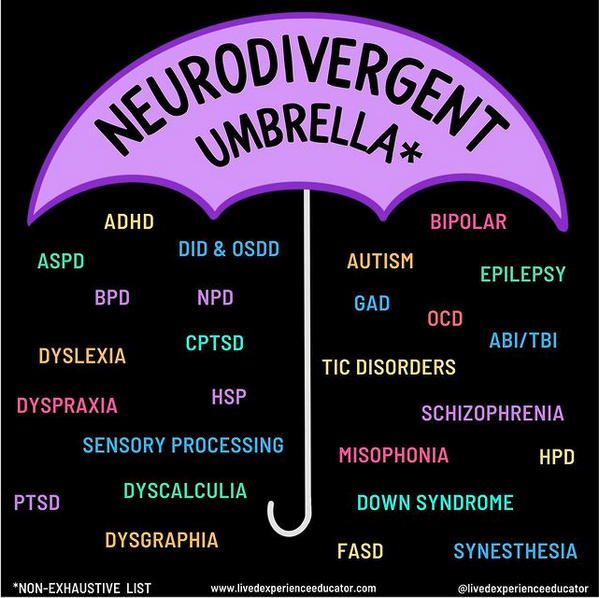 NEURODIVERGENT
UMBRELLA*
ADHD
BIPOLAR
DID & OSDD
ASPD
AUTISM
EPILEPSY
BPD
NPD
GAD
OCD
CPTSD
ABI/TBI
DYSLEXIA
TIC DISORDERS
HSP
DYSPRAXIA
SCHIZOPHRENIA
SENSORY PROCESSING
MISOPHONIA
HPD
DYSCALCULIA
PTSD
DOWN SYNDROME
DYSGRAPHIA
FASD
SYNESTHESIA
*NON-EXHAUSTIVE LIST
www.livedexperienceeducator.com
@livedexperienceeducator